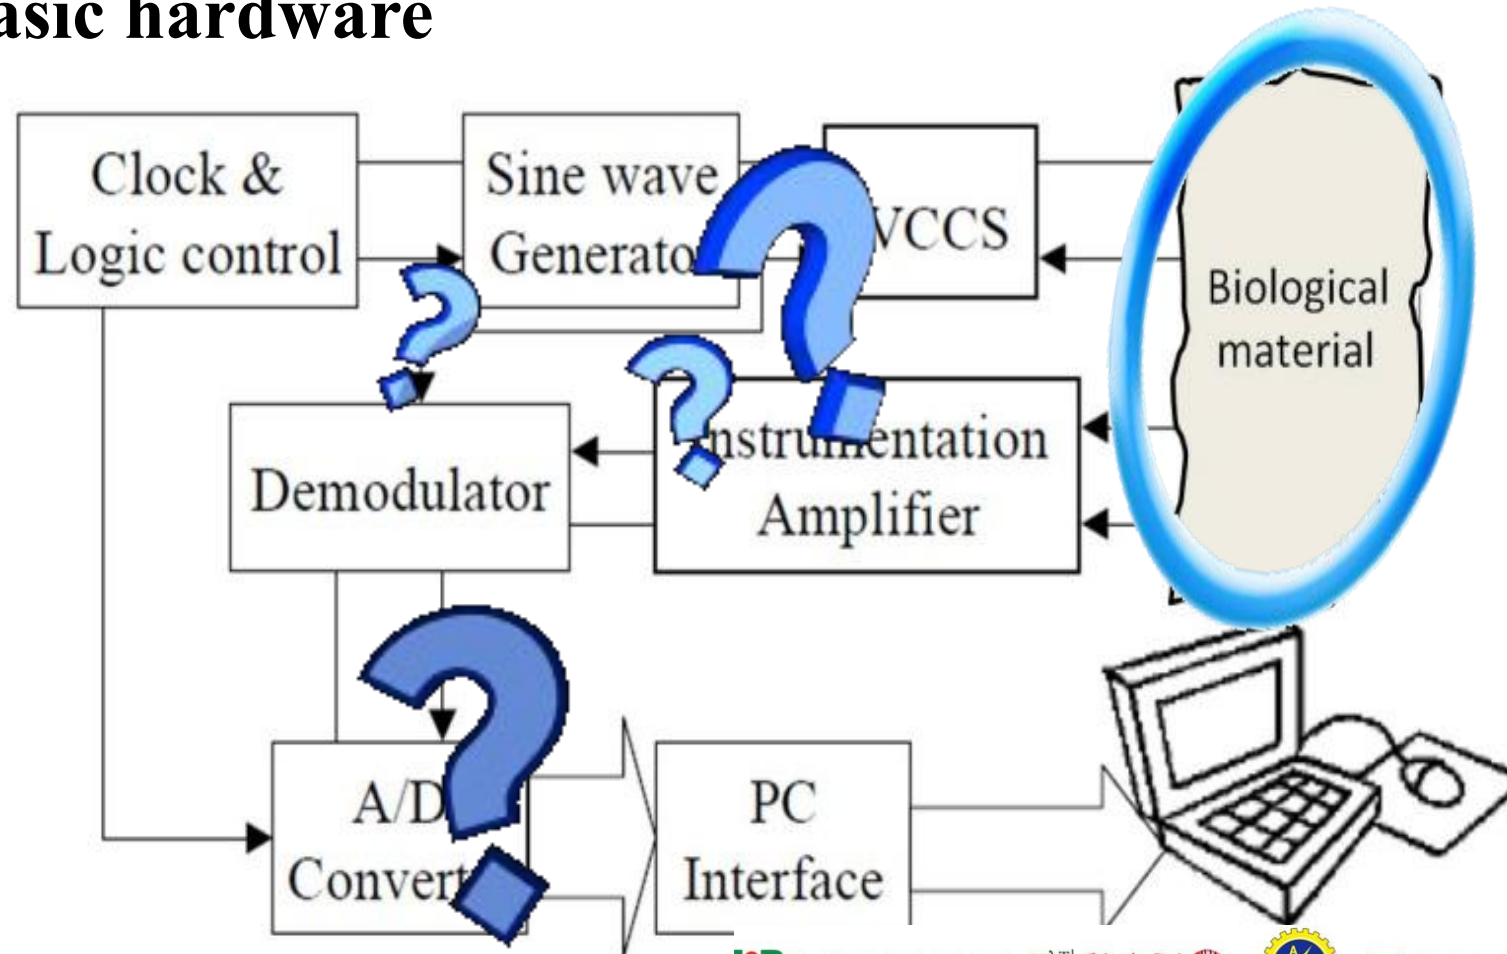 asic hardware
Clock &
Logic control
Sine wave
Generato
VCCS
Biological
material
Demodulator
nstrumentation
Amplifier
A/D
Convert
PC
Interface